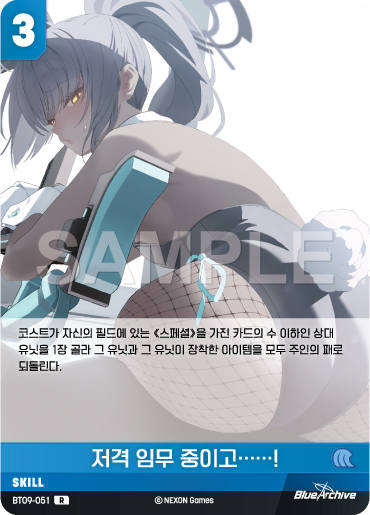 3
SAMPLE
코스트가 자신의 필드에 있는 《스페셜》을 가진 카드의 수 이하인 상대
유닛을 1장 골라 그 유닛과 그 유닛이 장착한 아이템을 모두 주인의 패로
되돌린다.
저격 임무 중이고……!
SKILL
BT09-051 R
© NEXON Games
Blue Archive